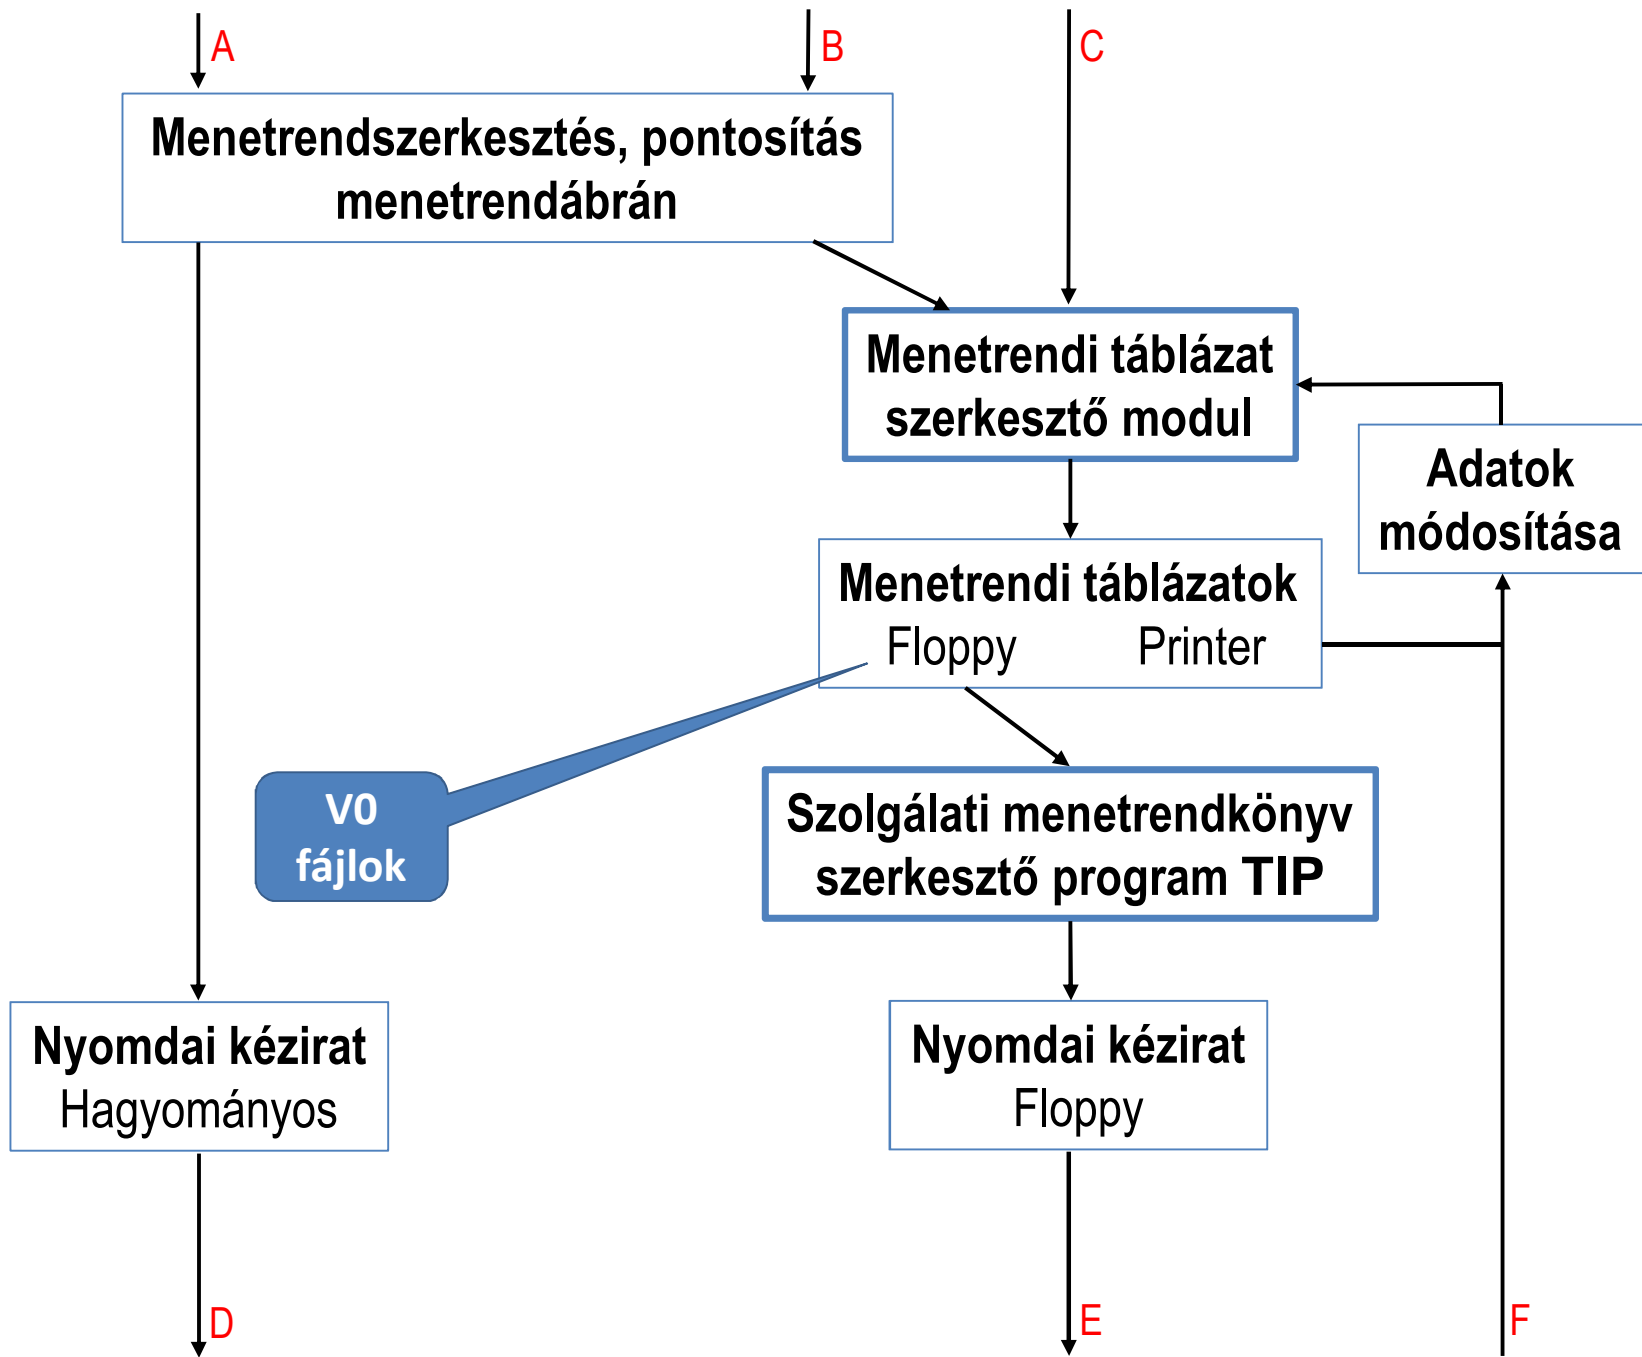 A
B
C
Menetrendszerkesztés, pontosítás
menetrendábrán
Menetrendi táblázat
szerkesztő modul
Adatok
módosítása
Menetrendi táblázatok
Floppy Printer
V0
fájlok
Szolgálati menetrendkönyv
szerkesztő program TIP
Nyomdai kézirat
Hagyományos
Nyomdai kézirat
Floppy
D
E
F